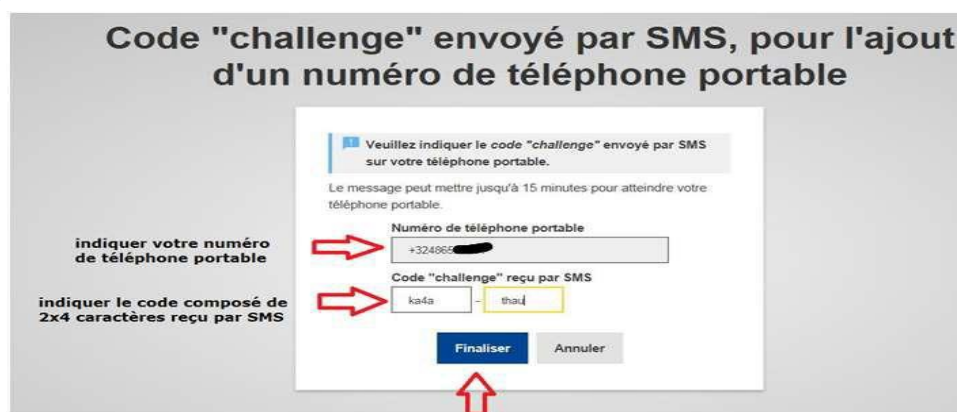 Code "challenge" envoyé par SMS, pour l'ajout
d'un numéro de téléphone portable
Veuillez indiquer le code "challenge" envoyé par SMS
sur votre téléphone portable.
Le message peut mettre jusqu'à 15 minutes pour atteindre votre
téléphone portable.
Numéro de téléphone portable
+324865
indiquer votre numéro
de téléphone portable
Code "challenge" reçu par SMS
ka4a - thau
indiquer le code composé de
2x4 caractères reçu par SMS
Finaliser Annuler